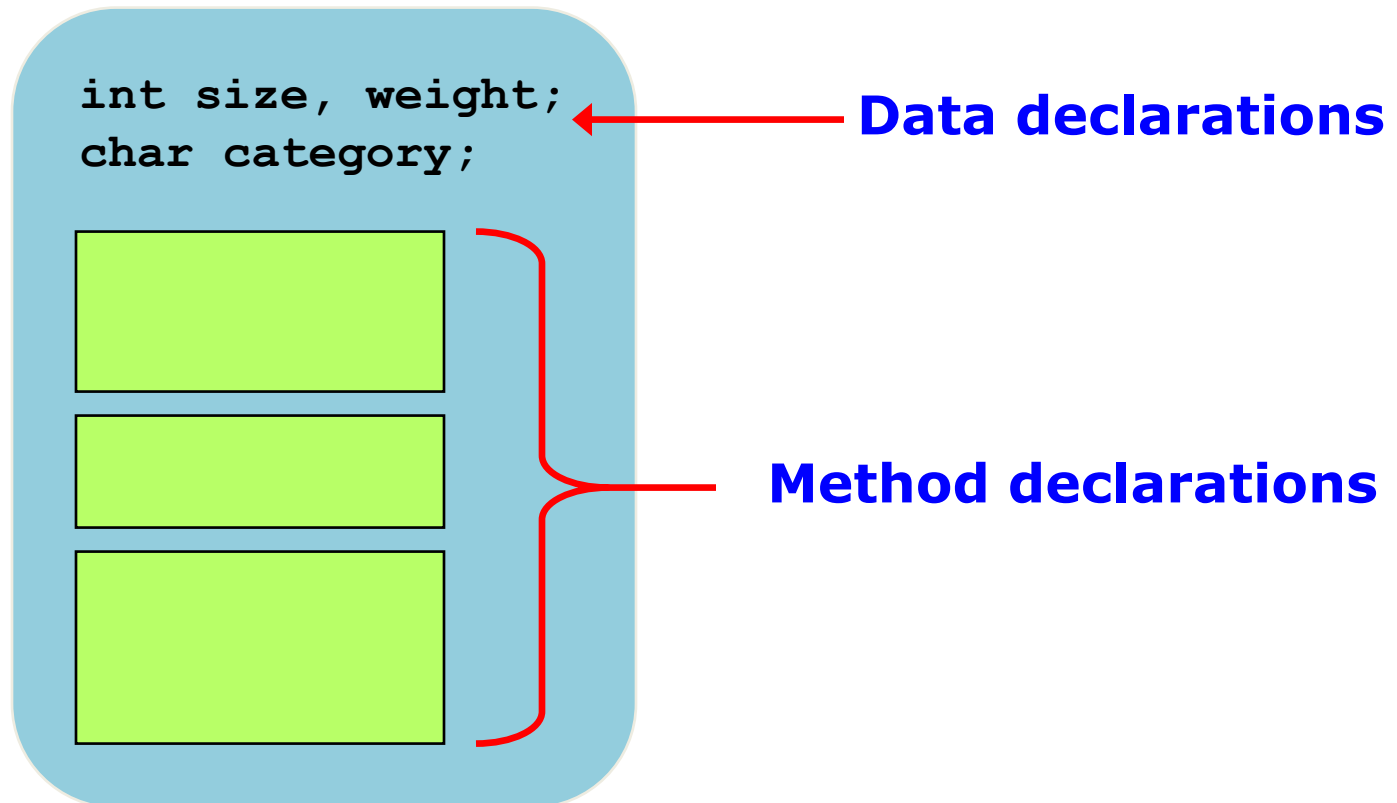 int size, weight;
char category;
Data declarations
Method declarations